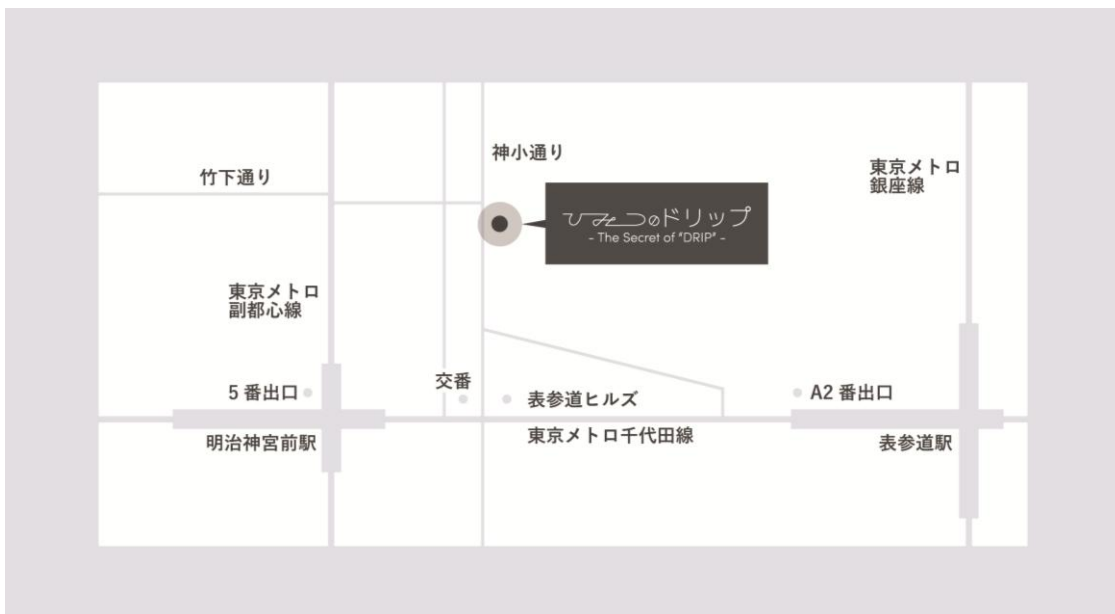 神小通り
竹下通り
東京メトロ
銀座線
ひみつのドリップ
- The Secret of "DRIP" -
東京メトロ
副都心線
交番
5 番出口
表参道ヒルズ
A2 番出口
東京メトロ千代田線
明治神宮前駅
表参道駅